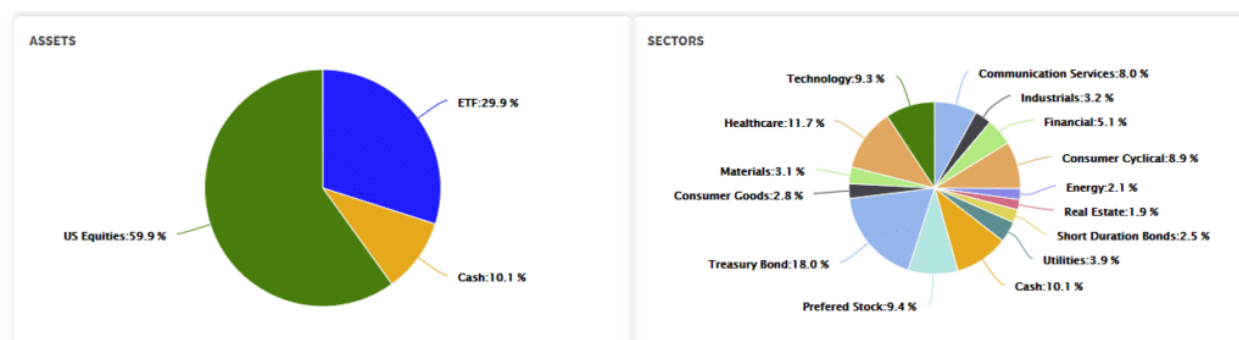 ASSETS
ETF:29.9 %
US Equities:59.9 %
Cash:10.1 %
SECTORS
Technology:9.3 %
Communication Services:8.0 %
Industrials:3.2 %
Healthcare:11.7 %
Financial:5.1 %
Consumer Cyclical:8.9 %
Materials:3.1 %
Consumer Goods:2.8 %
Energy:2.1 %
Real Estate:1.9 %
Short Duration Bonds:2.5 %
Utilities:3.9 %
Treasury Bond:18.0 %
Cash:10.1 %
Prefered Stock:9.4 %